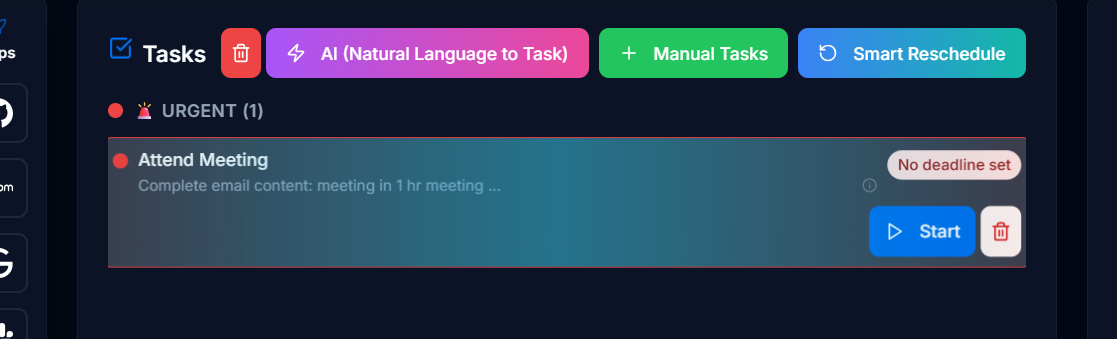 ps
Tasks
AI (Natural Language to Task)
Manual Tasks
Smart Reschedule
URGENT (1)
Attend Meeting
No deadline set
Complete email content: meeting in 1 hr meeting ...
om
Start